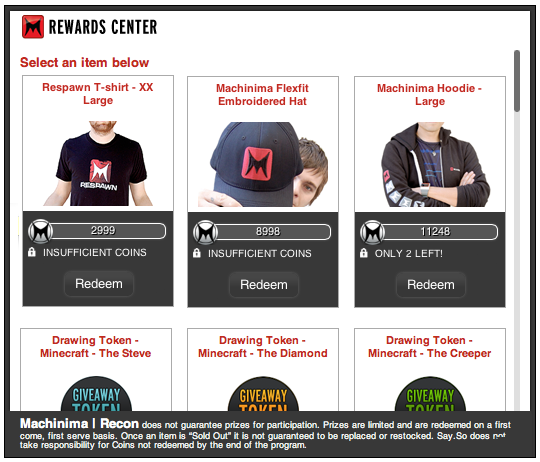 REWARDS CENTER
Select an item below
Respawn T-shirt - XX
Large
RESPAWN
2999
INSUFFICIENT COINS
Redeem
Machinima Flexfit
Embroidered Hat
8998
INSUFFICIENT COINS
Redeem
Machinima Hoodie -
Large
11248
ONLY 2 LEFT!
Redeem
Drawing Token -
Minecraft - The Steve
GIVEAWAY
TOKEN
Drawing Token -
Minecraft - The Diamond
GIVEAWAY
TOKEN
Drawing Token -
Minecraft - The Creeper
GIVEAWAY
TOKEN
Machinima | Recon does not guarantee prizes for participation. Prizes are limited and are redeemed on a first
come, first serve basis. Once an item is "Sold Out" it is not guaranteed to be replaced or restocked. Say.So does not
take responsibility for Coins not redeemed by the end of the program.